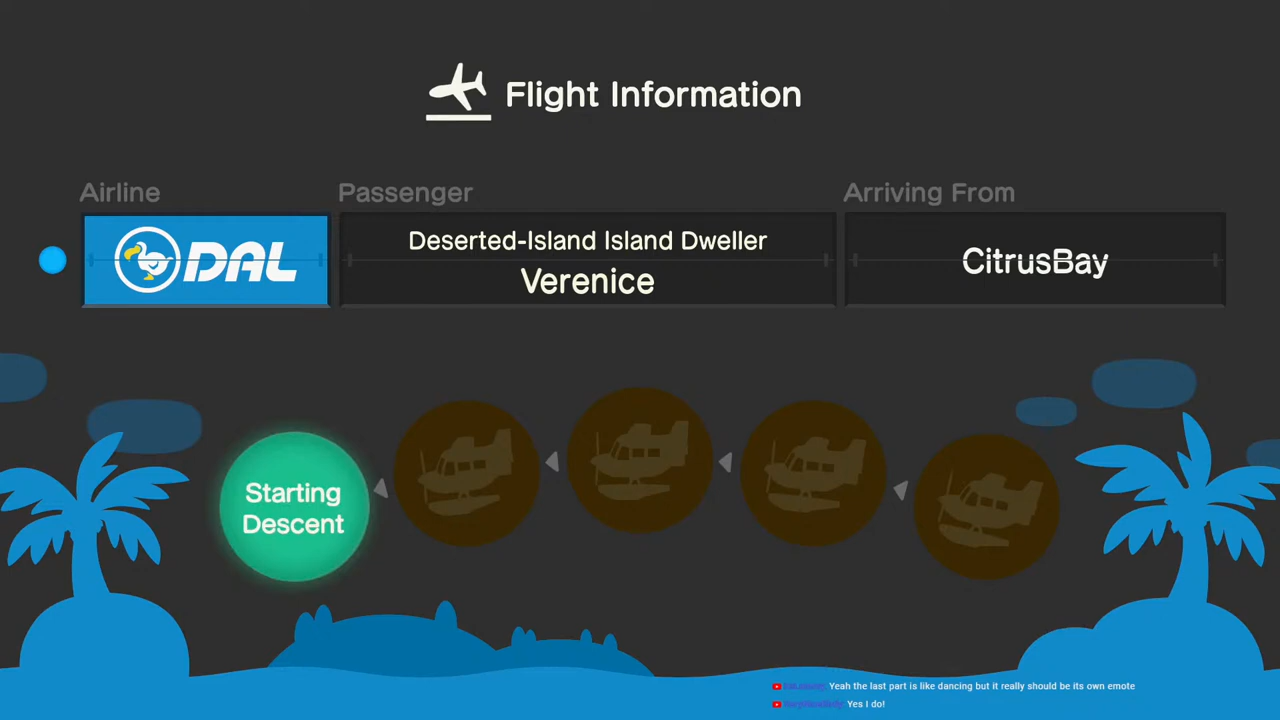 Flight Information
Airline
Passenger
Arriving From
DAL
Deserted-Island Island Dweller
Verenice
CitrusBay
Starting
Descent
Yeah the last part is like dancing but it really should be its own emote
Yes I do!